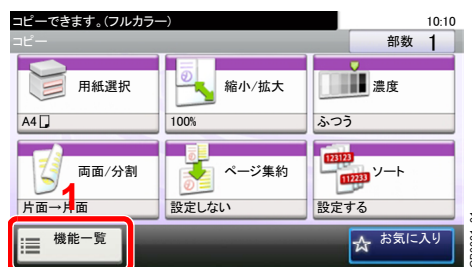 コピーできます。(フルカラー)
10:10
コピー
部数 1
用紙選択
縮小/拡大
濃度
A4
100%
ふつう
両面/分割
ページ集約
123123
112233
ソート
1
片面→片面
設定しない
設定する
機能一覧
お気に入り